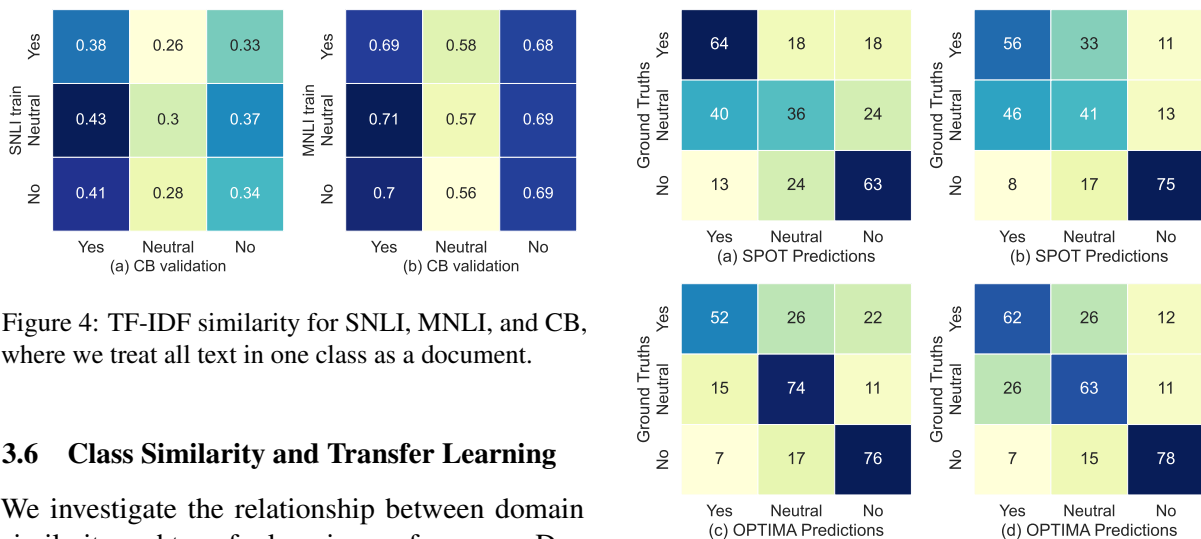 Yes 0.38 0.26 0.33
SNLI train
Neutral 0.43 0.3 0.37
No 0.41 0.28 0.34
Yes Neutral No
(a) CB validation
0.69 0.58 0.68
MNLI train
0.71 0.57 0.69
0.7 0.56 0.69
Yes Neutral No
(b) CB validation
Figure 4: TF-IDF similarity for SNLI, MNLI, and CB,
where we treat all text in one class as a document.
3.6 Class Similarity and Transfer Learning
We investigate the relationship between domain
Yes 64 18 18
Ground Truths
Neutral 40 36 24
No 13 24 63
Yes Neutral No
(a) SPOT Predictions
Yes 56 33 11
Ground Truths
Neutral 46 41 13
No 8 17 75
Yes Neutral No
(b) SPOT Predictions
Yes 52 26 22
Ground Truths
Neutral 15 74 11
No 7 17 76
Yes Neutral No
(c) OPTIMA Predictions
Yes 62 26 12
Ground Truths
Neutral 26 63 11
No 7 15 78
Yes Neutral No
(d) OPTIMA Predictions